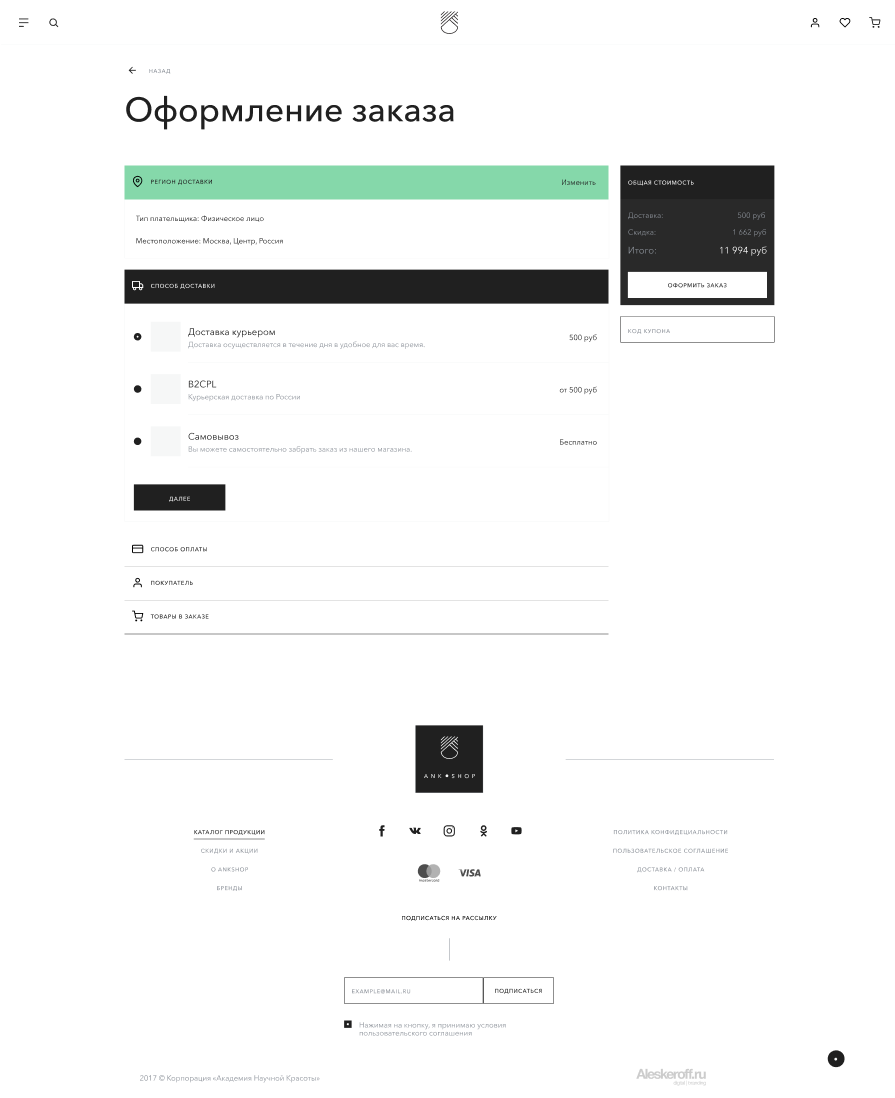 НАЗАД
Оформление заказа
РЕГИОН ДОСТАВКИ
Изменить
Тип плательщика: Физическое лицо
Местоположение: Москва, Центр, Россия
СПОСОБ ДОСТАВКИ
Доставка курьером
Доставка осуществляется в течение дня в удобное для вас время.
500 руб
B2CPL
Курьерская доставка по России
от 500 руб
Самовывоз
Вы можете самостоятельно забрать заказ из нашего магазина.
Бесплатно
ДАЛЕЕ
СПОСОБ ОПЛАТЫ
ПОКУПАТЕЛЬ
ТОВАРЫ В ЗАКАЗЕ
ОБЩАЯ СТОИМОСТЬ
Доставка: 500 руб
Скидка: 1 662 руб
Итого: 11 994 руб
ОФОРМИТЬ ЗАКАЗ
КОД КУПОНА
ANK SHOP
КАТАЛОГ ПРОДУКЦИИ
СКИДКИ И АКЦИИ
О ANKSHOP
БРЕНДЫ
MasterCard
VISA
ПОЛИТИКА КОНФИДЕЦИАЛЬНОСТИ
ПОЛЬЗОВАТЕЛЬСКОЕ СОГЛАШЕНИЕ
ДОСТАВКА / ОПЛАТА
КОНТАКТЫ
ПОДПИСАТЬСЯ НА РАССЫЛКУ
EXAMPLE@MAIL.RU
ПОДПИСАТЬСЯ
Нажимая на кнопку, я принимаю условия
пользовательского соглашения
2017 © Корпорация «Академия Научной Красоты»
Aleskeroff.ru
digital | branding